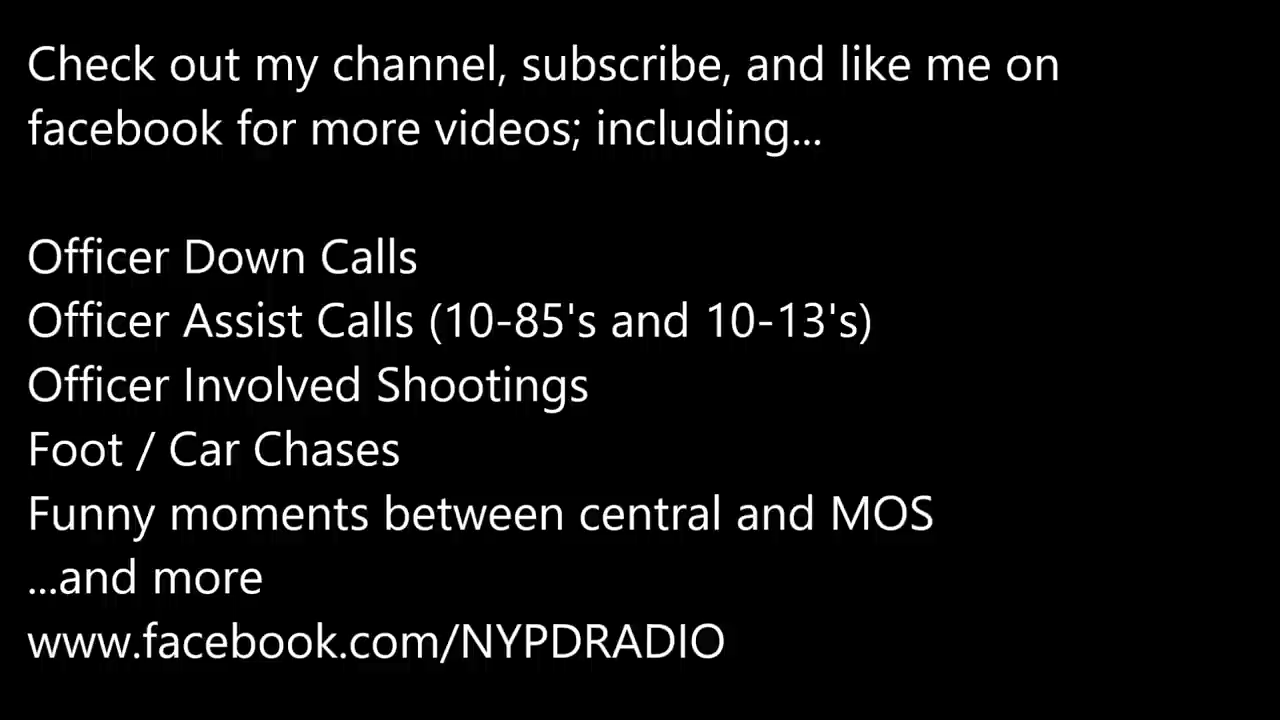 Check out my channel, subscribe, and like me on
facebook for more videos; including...
Officer Down Calls
Officer Assist Calls (10-85's and 10-13's)
Officer Involved Shootings
Foot / Car Chases
Funny moments between central and MOS
...and more
www.facebook.com/NYPDRADIO